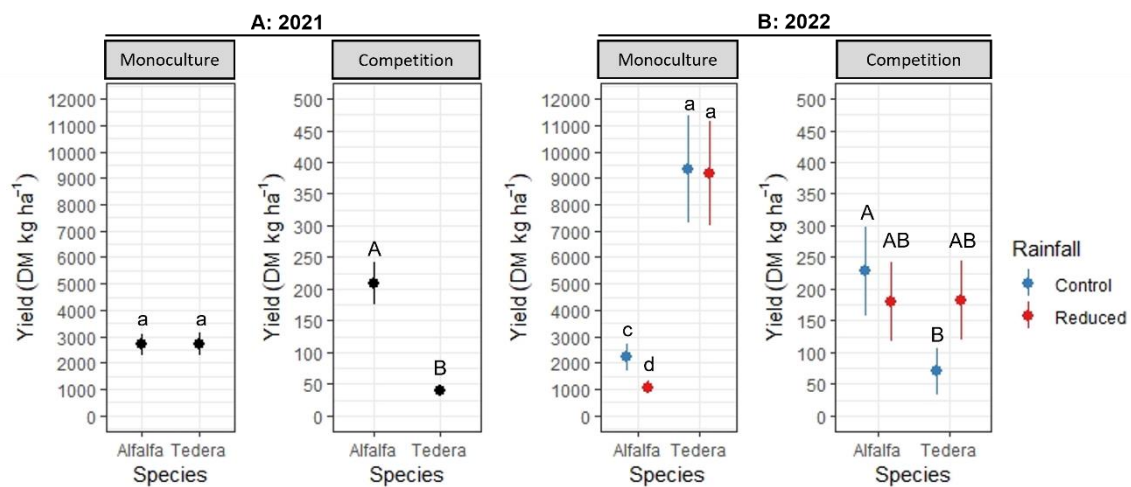 A: 2021
B: 2022
Monoculture
Competition
Monoculture
Competition
Yield (DM kg ha⁻¹)
12000
11000
10000
9000
8000
7000
6000
5000
4000
3000
2000
1000
0
a
a
Alfalfa Tedera
Species
Yield (DM kg ha⁻¹)
500
450
400
350
300
250
200
150
100
50
0
A
B
Alfalfa Tedera
Species
Yield (DM kg ha⁻¹)
12000
11000
10000
9000
8000
7000
6000
5000
4000
3000
2000
1000
0
a
a
c
d
Alfalfa Tedera
Species
Yield (DM kg ha⁻¹)
500
450
400
350
300
250
200
150
100
50
0
A
AB
AB
B
Alfalfa Tedera
Species
Rainfall
Control
Reduced